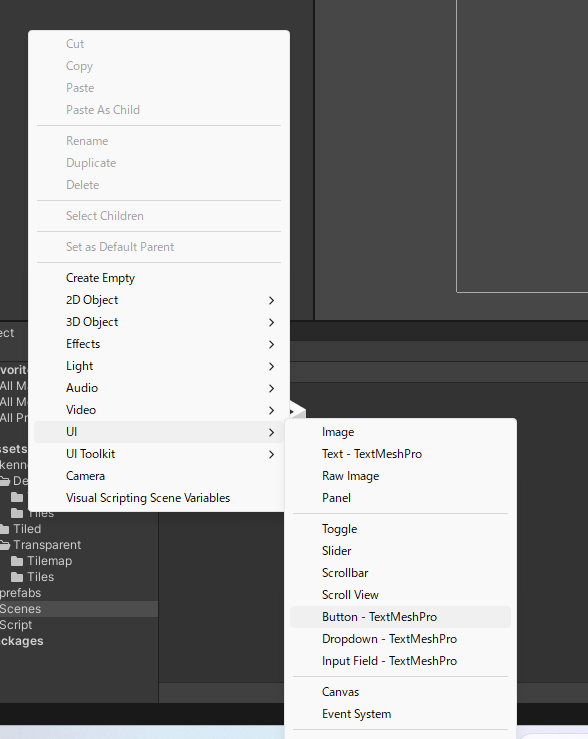 Cut
Copy
Paste
Paste As Child
Rename
Duplicate
Delete
Select Children
Set as Default Parent
Create Empty
2D Object
3D Object
Effects
Light
Audio
Video
UI
UI Toolkit
Camera
Visual Scripting Scene Variables
Image
Text - TextMeshPro
Raw Image
Panel
Toggle
Slider
Scrollbar
Scroll View
Button - TextMeshPro
Dropdown - TextMeshPro
Input Field - TextMeshPro
Canvas
Event System
ect
vorite
All M
All M
All Pr
ssets
kenn
De
Tiles
Tiled
Transparent
Tilemap
Tiles
prefabs
Scenes
Script
ckages